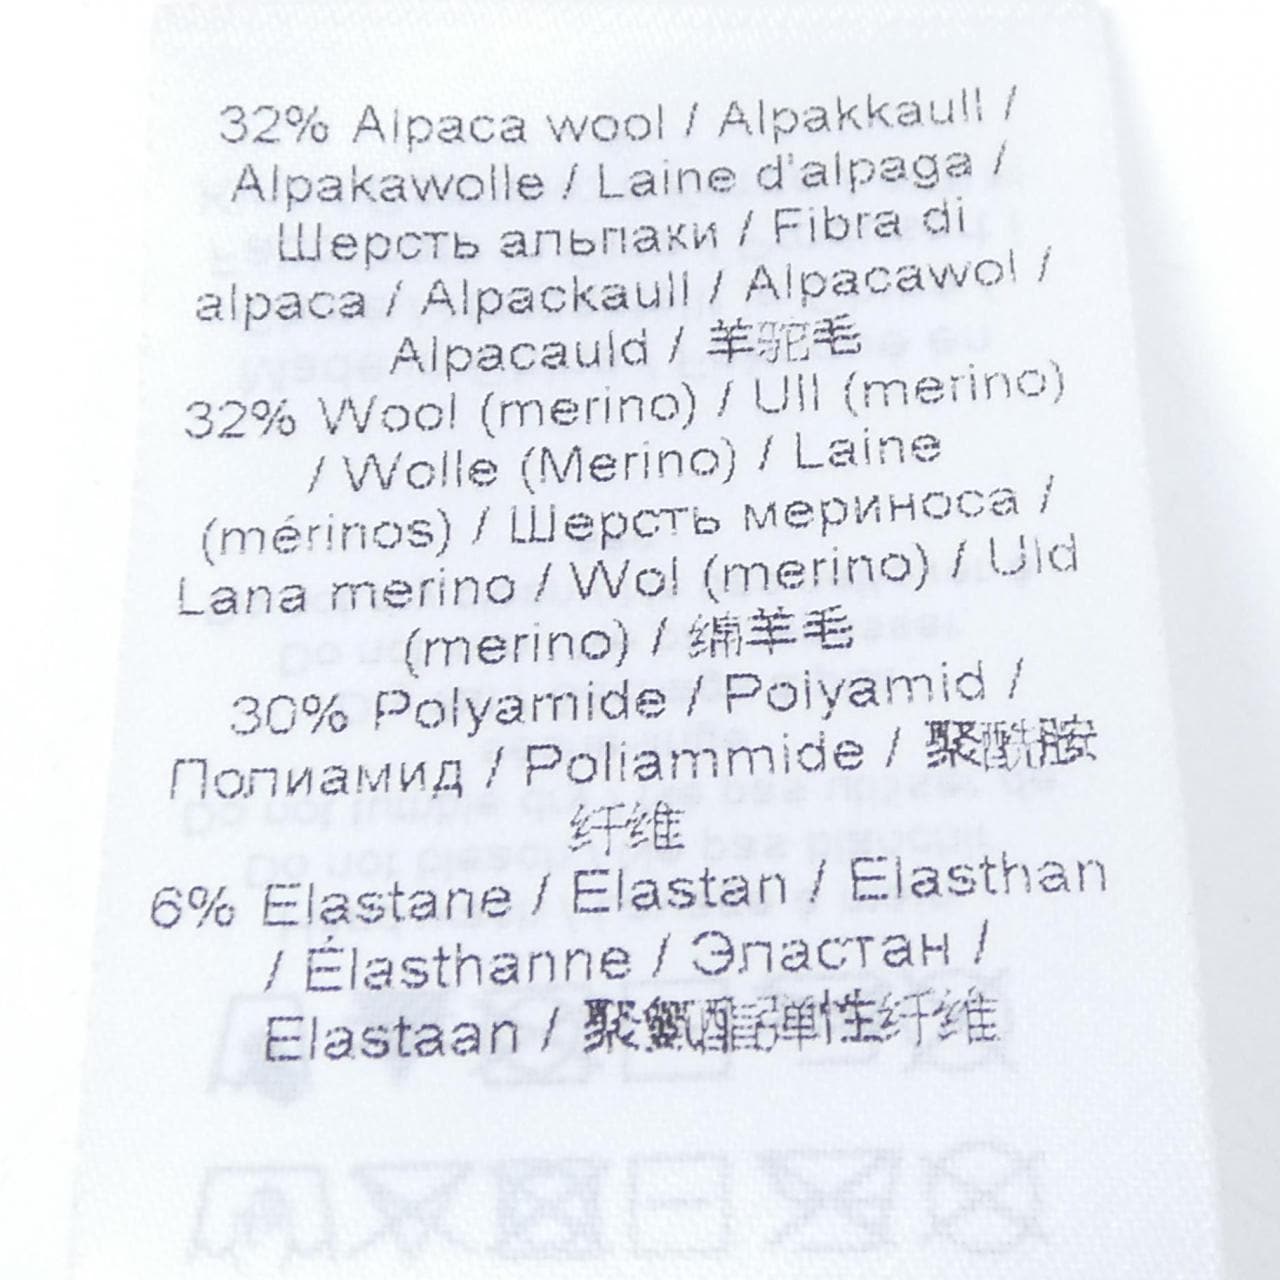 32% Alpaca wool / Alpakkaull /
Alpakawolle / Laine d'alpaga /
Шерсть альпаки / Fibra di
alpaca / Alpackaull / Alpacawol /
Alpacauld / 羊驼毛
32% Wool (merino) / Ull (merino)
/ Wolle (Merino) / Laine
(mérinos) / Шерсть мериноса /
Lana merino / Wol (merino) / Uld
(merino) / 绵羊毛
30% Polyamide / Polyamid /
Полиамид / Poliammide / 聚酰胺
纤维
6% Elastane / Elastan / Elasthan
/ Élasthanne / Эластан /
Elastaan / 聚氨酯弹性纤维